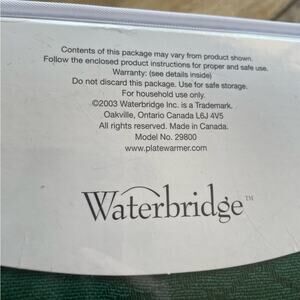 Contents of this package may vary from product shown.
Follow the enclosed product instructions for proper and safe use.
Warranty: (see details inside)
Do not discard this package. Use for safe storage.
For household use only.
©2003 Waterbridge Inc. is a Trademark.
Oakville, Ontario Canada L6J 4V5
All rights reserved. Made in Canada.
Model No. 29800
www.platewarmer.com
Waterbridge™